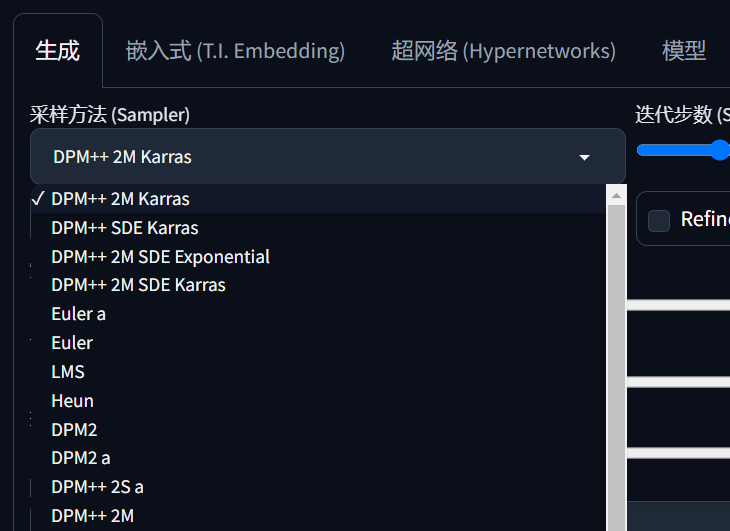 生成 嵌入式 (T.I. Embedding) 超网络 (Hypernetworks) 模型
采样方法 (Sampler)
DPM++ 2M Karras
✓ DPM++ 2M Karras
DPM++ SDE Karras
DPM++ 2M SDE Exponential
DPM++ 2M SDE Karras
Euler a
Euler
LMS
Heun
DPM2
DPM2 a
DPM++ 2S a
DPM++ 2M
迭代步数 (S
Refin